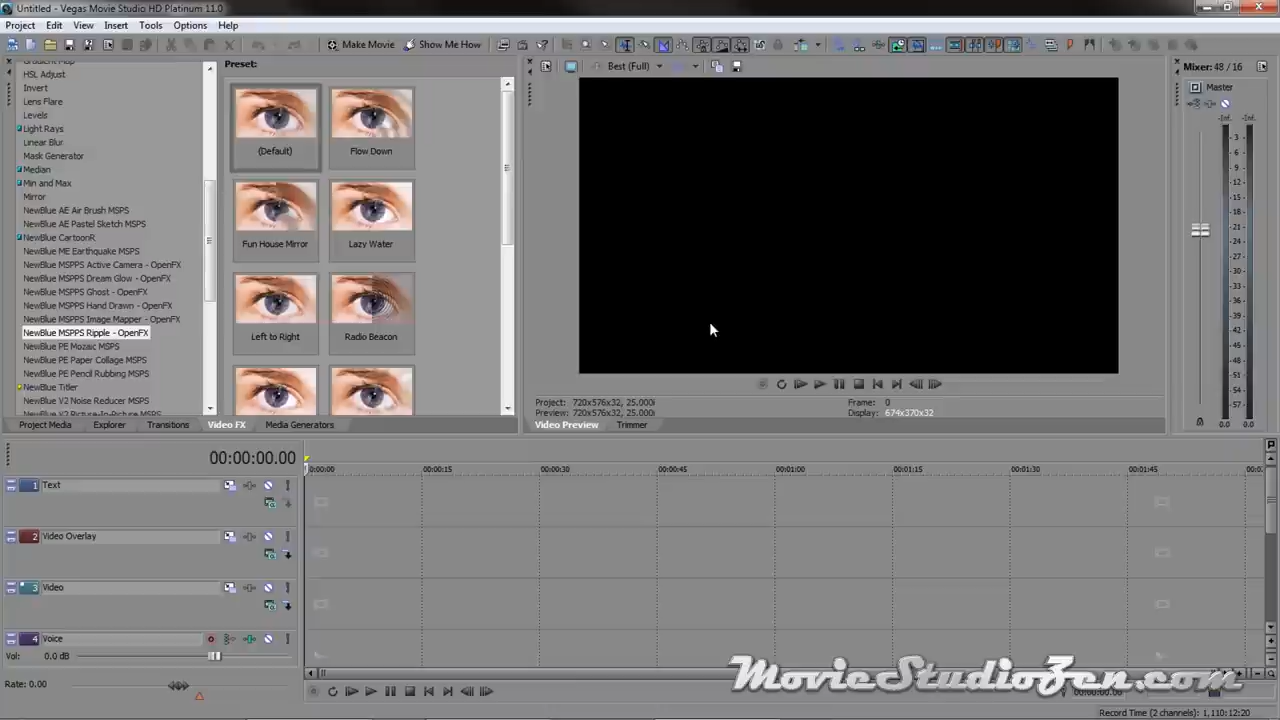 Untitled - Vegas Movie Studio HD Platinum 11.0
Project Edit View Insert Tools Options Help
Make Movie Show Me How
Preset:
Best (Full)
Mixer: 48 / 16
Master
HSL Adjust
Invert
Lens Flare
Levels
Light Rays
Linear Blur
Mask Generator
Median
Min and Max
Mirror
NewBlue AE Air Brush MSPS
NewBlue AE Pastel Sketch MSPS
NewBlue CartoonR
NewBlue ME Earthquake MSPS
NewBlue MSPPS Active Camera - OpenFX
NewBlue MSPPS Dream Glow - OpenFX
NewBlue MSPPS Ghost - OpenFX
NewBlue MSPPS Hand Drawn - OpenFX
NewBlue MSPPS Image Mapper - OpenFX
NewBlue MSPPS Ripple - OpenFX
NewBlue PE Mozaic MSPS
NewBlue PE Paper Collage MSPS
NewBlue PE Pencil Rubbing MSPS
NewBlue Titler
NewBlue V2 Noise Reducer MSPS
NewBlue V2 Picture-In-Picture MSPS
(Default) Flow Down
Fun House Mirror Lazy Water
Left to Right Radio Beacon
-Inf. -Inf.
3
6
9
12
15
18
21
24
27
30
33
36
39
42
45
48
51
54
57
0.0 0.0
Project: 720x576x32, 25.000i Frame: 0
Preview: 720x576x32, 25.000i Display: 674x370x32
Project Media Explorer Transitions Video FX Media Generators
Video Preview Trimmer
00:00:00.00
0:00:00 00:00:15 00:00:30 00:00:45 00:01:00 00:01:15 00:01:30 00:01:45
1 Text
2 Video Overlay
3 Video
4 Voice
Vol: 0.0 dB
Rate: 0.00
MovieStudioZen.com
00:00:00.00
Record Time (2 channels): 1,110:12:20